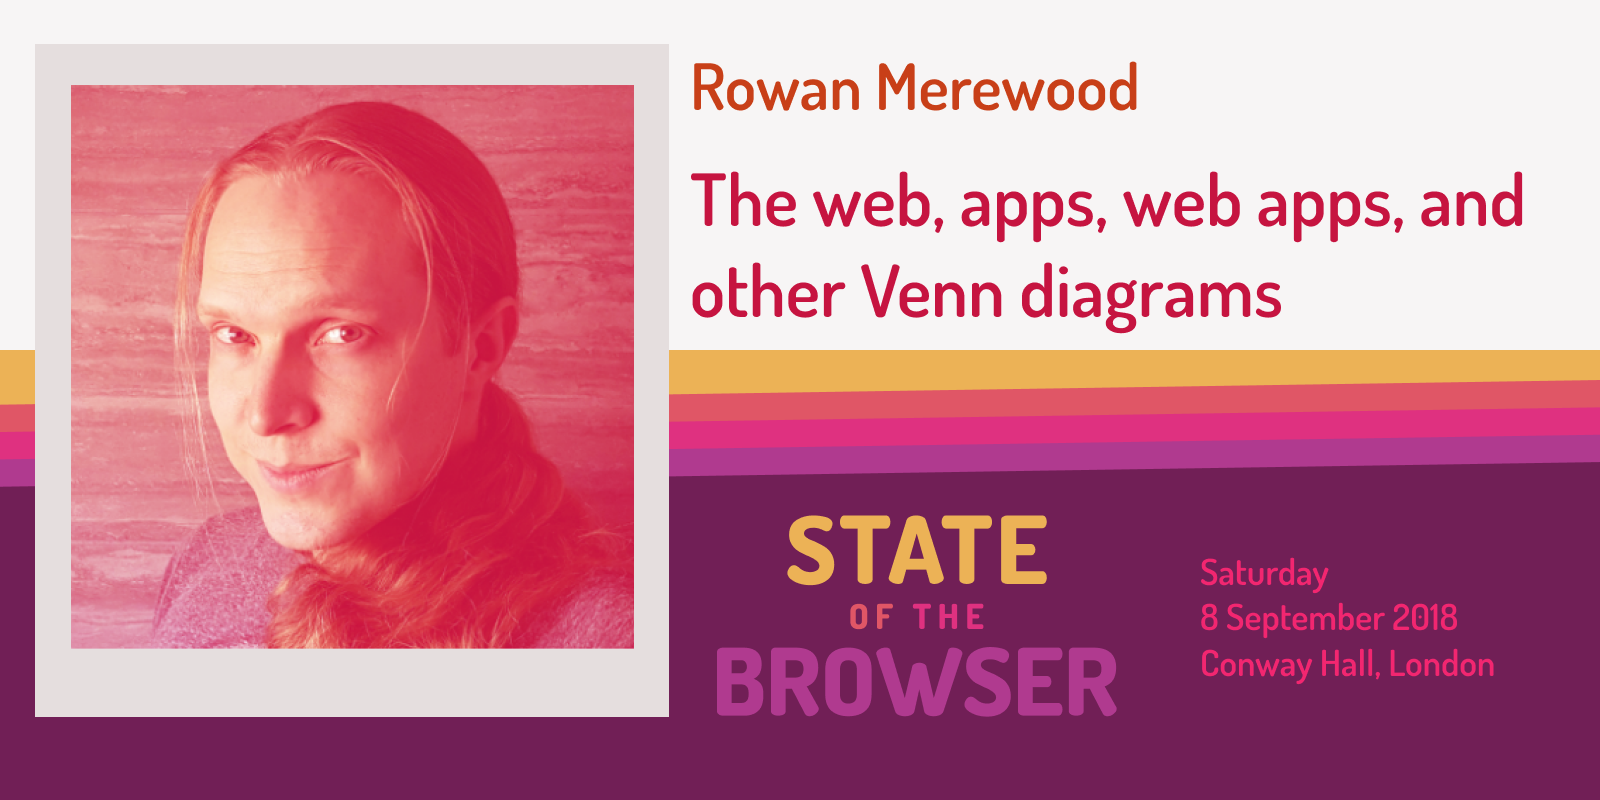 Rowan Merewood
The web, apps, web apps, and
other Venn diagrams
STATE
OF THE
BROWSER
Saturday
8 September 2018
Conway Hall, London